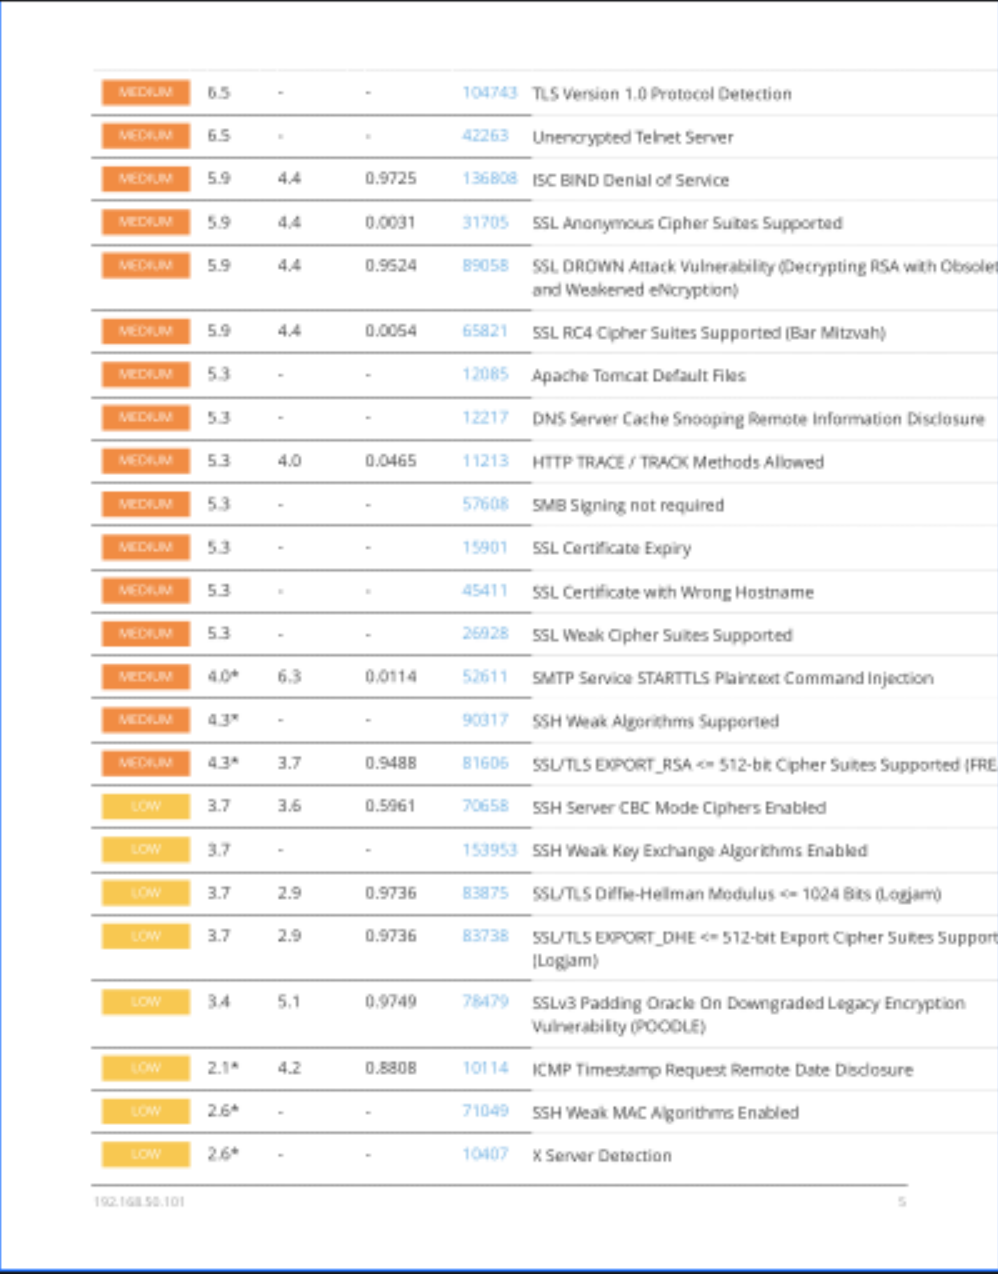 MEDIUM 6.5 - - 104743 TLS Version 1.0 Protocol Detection
MEDIUM 6.5 - - 42263 Unencrypted Telnet Server
MEDIUM 5.9 4.4 0.9725 136808 ISC BIND Denial of Service
MEDIUM 5.9 4.4 0.0031 31705 SSL Anonymous Cipher Suites Supported
MEDIUM 5.9 4.4 0.9524 89058 SSL DROWN Attack Vulnerability (Decrypting RSA with Obsolet
and Weakened eNcryption)
MEDIUM 5.9 4.4 0.0054 65821 SSL RC4 Cipher Suites Supported (Bar Mitzvah)
MEDIUM 5.3 - - 12085 Apache Tomcat Default Files
MEDIUM 5.3 - - 12217 DNS Server Cache Snooping Remote Information Disclosure
MEDIUM 5.3 4.0 0.0465 11213 HTTP TRACE / TRACK Methods Allowed
MEDIUM 5.3 - - 57608 SMB Signing not required
MEDIUM 5.3 - - 15901 SSL Certificate Expiry
MEDIUM 5.3 - - 45411 SSL Certificate with Wrong Hostname
MEDIUM 5.3 - - 26928 SSL Weak Cipher Suites Supported
MEDIUM 4.0* 6.3 0.0114 52611 SMTP Service STARTTLS Plaintext Command Injection
MEDIUM 4.3* - - 90317 SSH Weak Algorithms Supported
MEDIUM 4.3* 3.7 0.9488 81606 SSL/TLS EXPORT_RSA <= 512-bit Cipher Suites Supported (FRE
LOW 3.7 3.6 0.5961 70658 SSH Server CBC Mode Ciphers Enabled
LOW 3.7 - - 153953 SSH Weak Key Exchange Algorithms Enabled
LOW 3.7 2.9 0.9736 83875 SSL/TLS Diffie-Hellman Modulus <= 1024 Bits (Logjam)
LOW 3.7 2.9 0.9736 83738 SSL/TLS EXPORT_DHE <= 512-bit Export Cipher Suites Support
(Logjam)
LOW 3.4 5.1 0.9749 78479 SSLv3 Padding Oracle On Downgraded Legacy Encryption
Vulnerability (POODLE)
LOW 2.1* 4.2 0.8808 10114 ICMP Timestamp Request Remote Date Disclosure
LOW 2.6* - - 71049 SSH Weak MAC Algorithms Enabled
LOW 2.6* - - 10407 X Server Detection
192.168.50.101 5